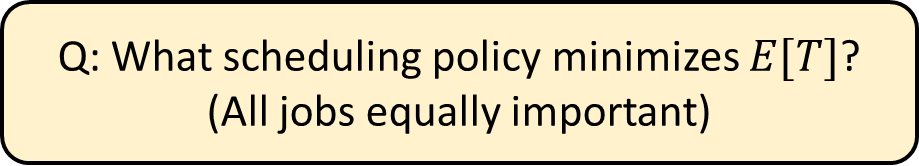 Q: What scheduling policy minimizes E[T]?
(All jobs equally important)